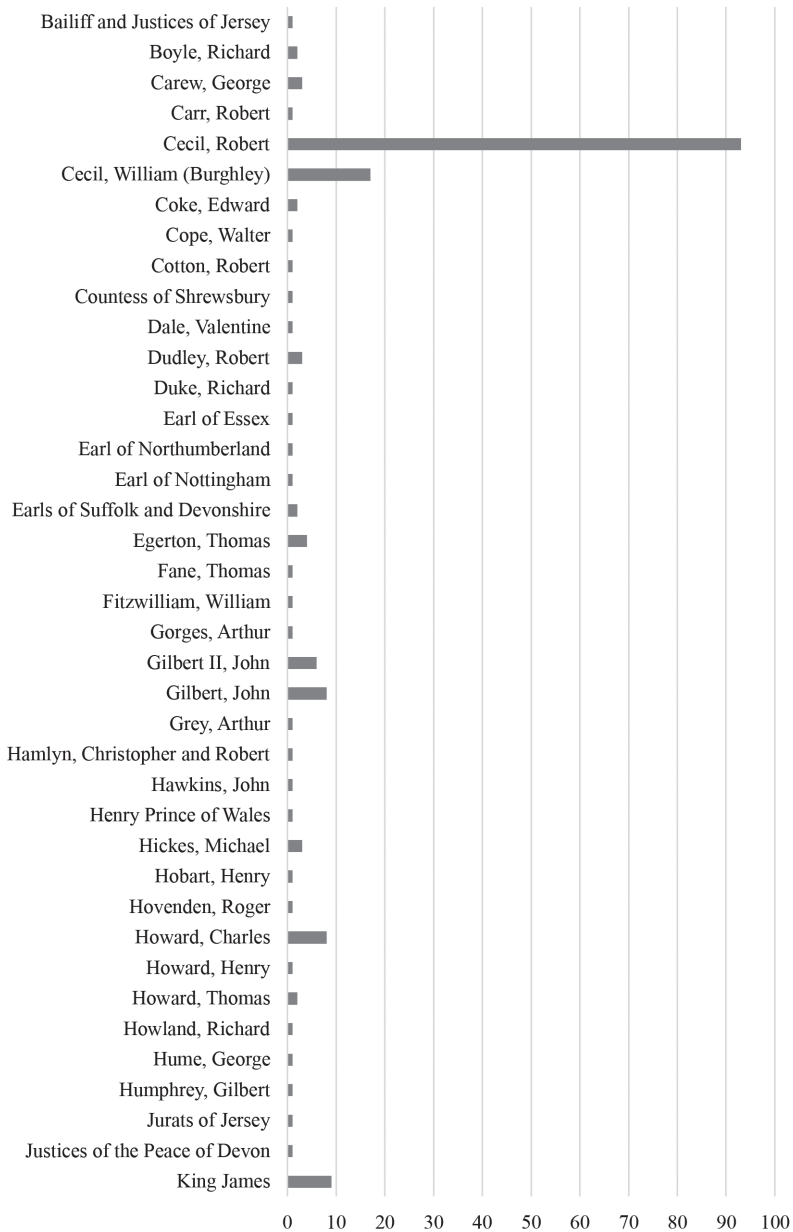 Bailiff and Justices of Jersey
Boyle, Richard
Carew, George
Carr, Robert
Cecil, Robert
Cecil, William (Burghley)
Coke, Edward
Cope, Walter
Cotton, Robert
Countess of Shrewsbury
Dale, Valentine
Dudley, Robert
Duke, Richard
Earl of Essex
Earl of Northumberland
Earl of Nottingham
Earls of Suffolk and Devonshire
Egerton, Thomas
Fane, Thomas
Fitzwilliam, William
Gorges, Arthur
Gilbert II, John
Gilbert, John
Grey, Arthur
Hamlyn, Christopher and Robert
Hawkins, John
Henry Prince of Wales
Hickes, Michael
Hobart, Henry
Hovenden, Roger
Howard, Charles
Howard, Henry
Howard, Thomas
Howland, Richard
Hume, George
Humphrey, Gilbert
Jurats of Jersey
Justices of the Peace of Devon
King James
0 10 20 30 40 50 60 70 80 90 100